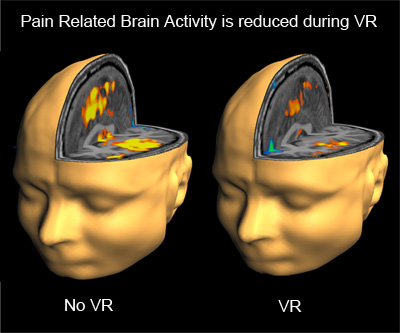 Pain Related Brain Activity is reduced during VR
No VR
VR